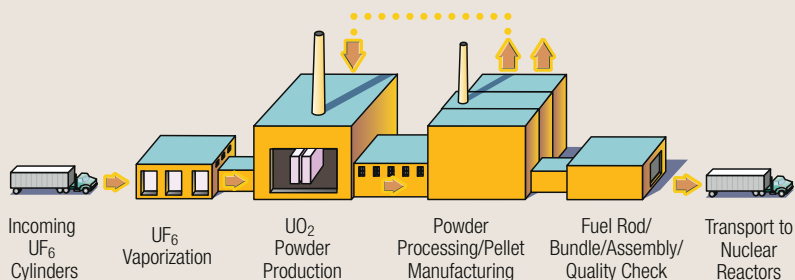 Incoming
UF6
Cylinders
UF6
Vaporization
UO2
Powder
Production
Powder
Processing/Pellet
Manufacturing
Fuel Rod/
Bundle/Assembly/
Quality Check
Transport to
Nuclear
Reactors